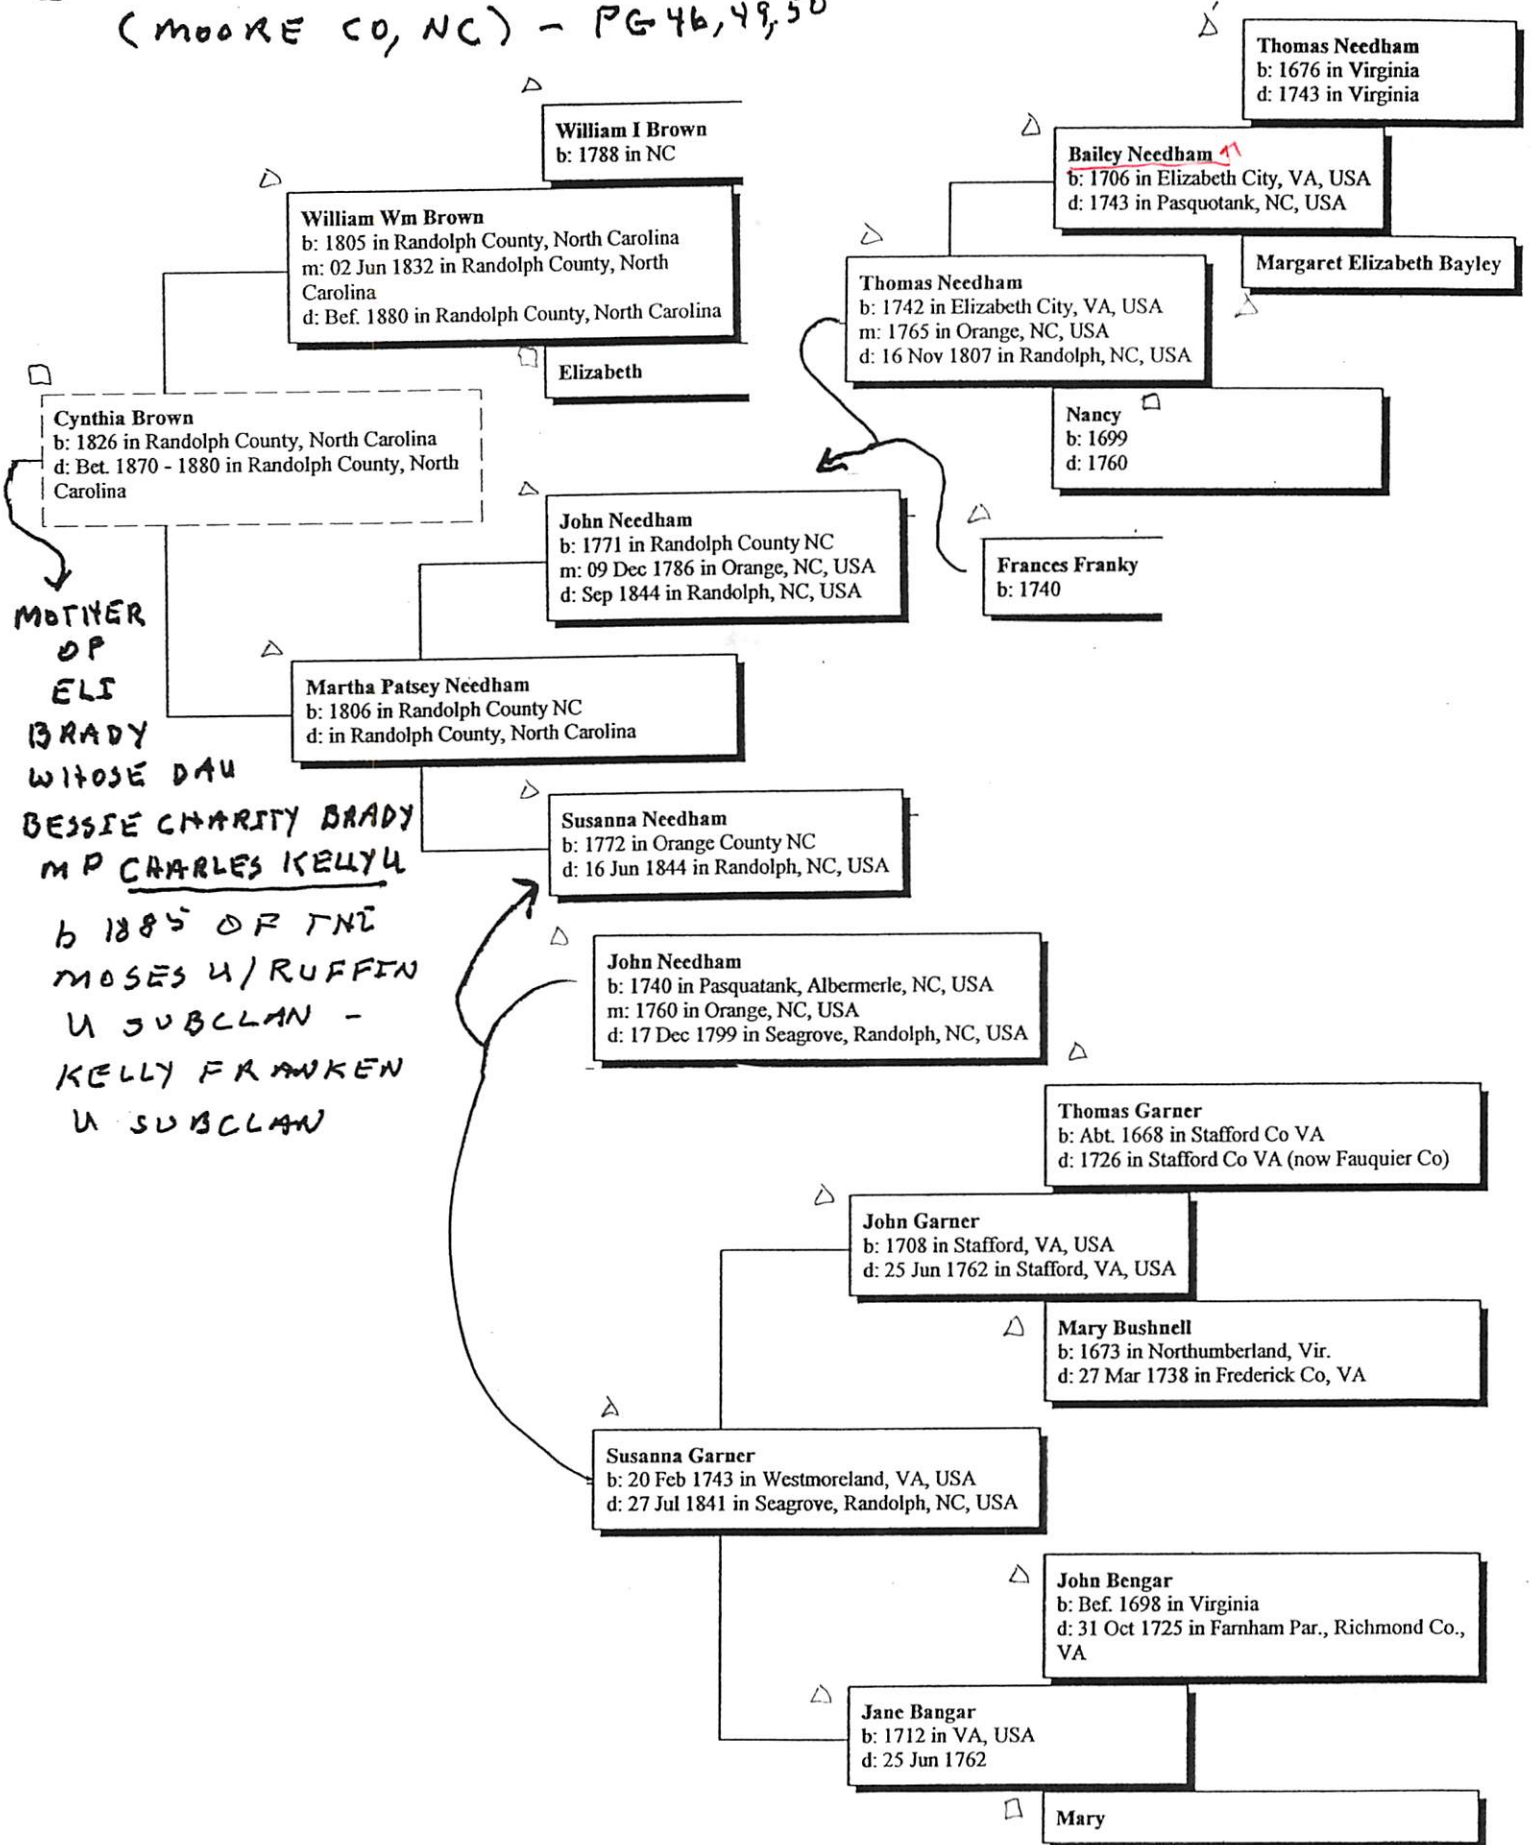 (MOORE CO, NC) - PG 46, 49, 50
Thomas Needham
b: 1676 in Virginia
d: 1743 in Virginia
William I Brown
b: 1788 in NC
Bailey Needham
b: 1706 in Elizabeth City, VA, USA
d: 1743 in Pasquotank, NC, USA
William Wm Brown
b: 1805 in Randolph County, North Carolina
m: 02 Jun 1832 in Randolph County, North
Carolina
d: Bef. 1880 in Randolph County, North Carolina
Margaret Elizabeth Bayley
Thomas Needham
b: 1742 in Elizabeth City, VA, USA
m: 1765 in Orange, NC, USA
d: 16 Nov 1807 in Randolph, NC, USA
Elizabeth
Cynthia Brown
b: 1826 in Randolph County, North Carolina
d: Bet. 1870 - 1880 in Randolph County, North
Carolina
Nancy
b: 1699
d: 1760
John Needham
b: 1771 in Randolph County NC
m: 09 Dec 1786 in Orange, NC, USA
d: Sep 1844 in Randolph, NC, USA
Frances Franky
b: 1740
MOTHER
OF
ELI
BRADY
WHOSE DAU
BESSIE CHARITY BRADY
M P CHARLES KELLY U
b 1885 OF THE
MOSES U/RUFFIN
U SUBCLAN -
KELLY FRANKEN
U SUBCLAN
Martha Patsey Needham
b: 1806 in Randolph County NC
d: in Randolph County, North Carolina
Susanna Needham
b: 1772 in Orange County NC
d: 16 Jun 1844 in Randolph, NC, USA
John Needham
b: 1740 in Pasquatank, Albermerle, NC, USA
m: 1760 in Orange, NC, USA
d: 17 Dec 1799 in Seagrove, Randolph, NC, USA
Thomas Garner
b: Abt. 1668 in Stafford Co VA
d: 1726 in Stafford Co VA (now Fauquier Co)
John Garner
b: 1708 in Stafford, VA, USA
d: 25 Jun 1762 in Stafford, VA, USA
Mary Bushnell
b: 1673 in Northumberland, Vir.
d: 27 Mar 1738 in Frederick Co, VA
Susanna Garner
b: 20 Feb 1743 in Westmoreland, VA, USA
d: 27 Jul 1841 in Seagrove, Randolph, NC, USA
John Bengar
b: Bef. 1698 in Virginia
d: 31 Oct 1725 in Farnham Par., Richmond Co.,
VA
Jane Bangar
b: 1712 in VA, USA
d: 25 Jun 1762
Mary